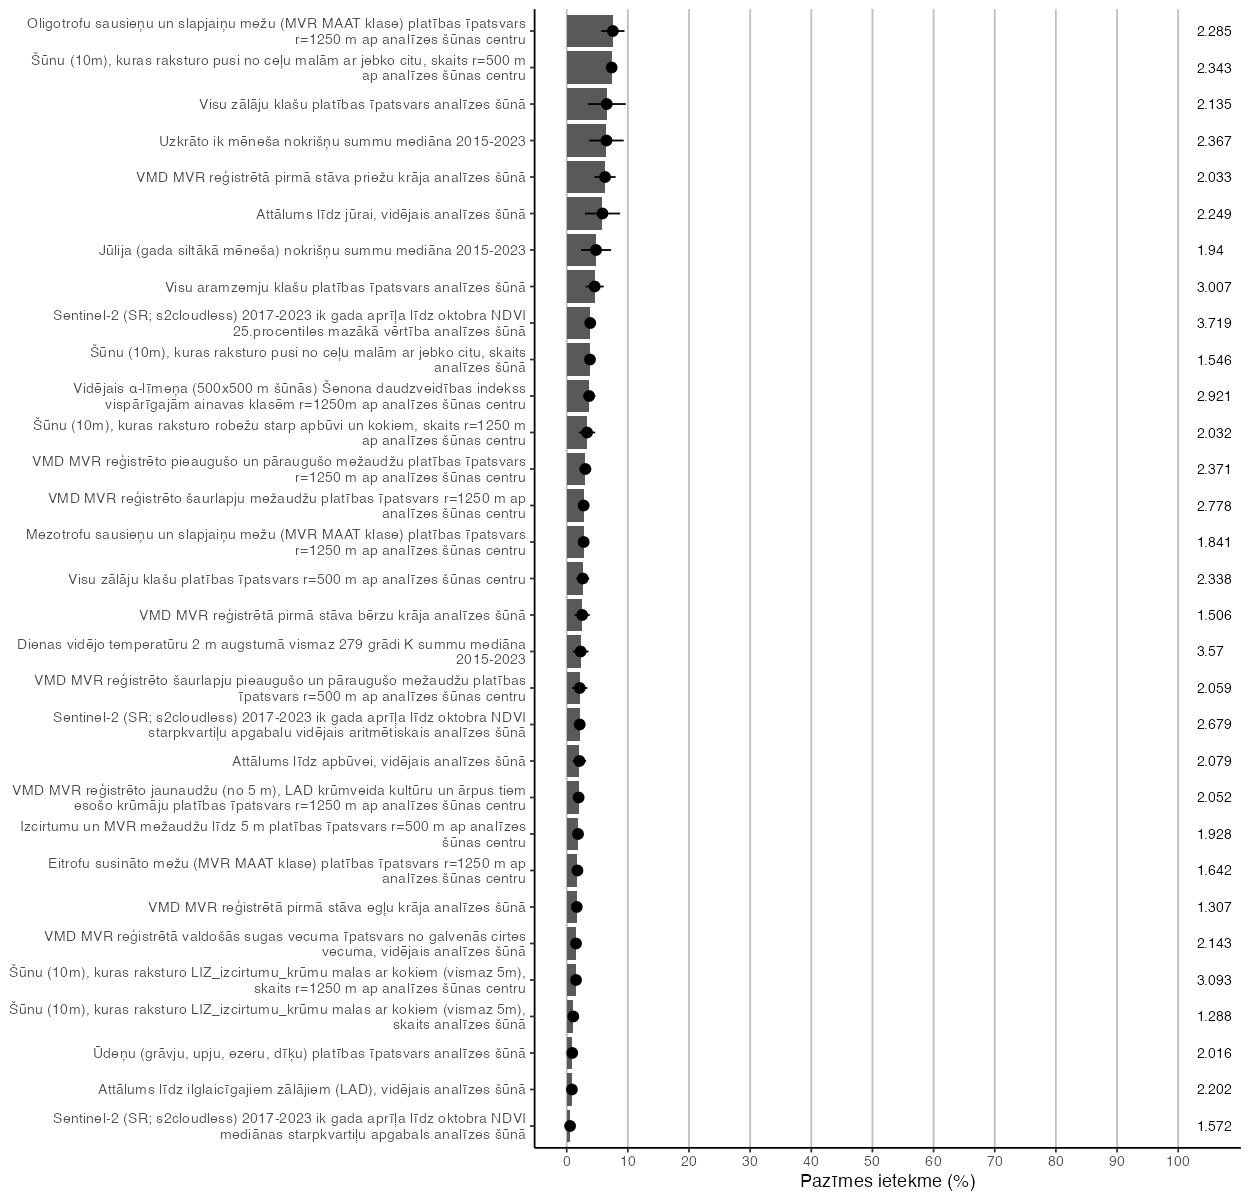 Oligotrofu sausieņu un slapjaiņu mežu (MVR MAAT klase) platības īpatsvars
r=1250 m ap analīzes šūnas centru
2.285
Šūnu (10m), kuras raksturo pusi no ceļu malām ar jebko citu, skaits r=500 m
ap analīzes šūnas centru
2.343
Visu zālāju klašu platības īpatsvars analīzes šūnā
2.135
Uzkrāto ik mēneša nokrišņu summu mediāna 2015-2023
2.367
VMD MVR reģistrētā pirmā stāva priežu krāja analīzes šūnā
2.033
Attālums līdz jūrai, vidējais analīzes šūnā
2.249
Jūlija (gada siltākā mēneša) nokrišņu summu mediāna 2015-2023
1.94
Visu aramzemju klašu platības īpatsvars analīzes šūnā
3.007
Sentinel-2 (SR; s2cloudless) 2017-2023 ik gada aprīļa līdz oktobra NDVI
25.procentiles mazākā vērtība analīzes šūnā
3.719
Šūnu (10m), kuras raksturo pusi no ceļu malām ar jebko citu, skaits
analīzes šūnā
1.546
Vidējais α-līmeņa (500x500 m šūnās) Šenona daudzveidības indekss
vispārīgajām ainavas klasēm r=1250m ap analīzes šūnas centru
2.921
Šūnu (10m), kuras raksturo robežu starp apbūvi un kokiem, skaits r=1250 m
ap analīzes šūnas centru
2.032
VMD MVR reģistrēto pieaugušo un pāraugušo mežaudžu platības īpatsvars
r=1250 m ap analīzes šūnas centru
2.371
VMD MVR reģistrēto šaurlapju mežaudžu platības īpatsvars r=1250 m ap
analīzes šūnas centru
2.778
Mezotrofu sausieņu un slapjaiņu mežu (MVR MAAT klase) platības īpatsvars
r=1250 m ap analīzes šūnas centru
1.841
Visu zālāju klašu platības īpatsvars r=500 m ap analīzes šūnas centru
2.338
VMD MVR reģistrētā pirmā stāva bērzu krāja analīzes šūnā
1.506
Dienas vidējo temperatūru 2 m augstumā vismaz 279 grādi K summu mediāna
2015-2023
3.57
VMD MVR reģistrēto šaurlapju pieaugušo un pāraugušo mežaudžu platības
īpatsvars r=500 m ap analīzes šūnas centru
2.059
Sentinel-2 (SR; s2cloudless) 2017-2023 ik gada aprīļa līdz oktobra NDVI
starpkvartiļu apgabalu vidējais aritmētiskais analīzes šūnā
2.679
Attālums līdz apbūvei, vidējais analīzes šūnā
2.079
VMD MVR reģistrēto jaunaudžu (no 5 m), LAD krūmveida kultūru un ārpus tiem
esošo krūmāju platības īpatsvars r=1250 m ap analīzes šūnas centru
2.052
Izcirtumu un MVR mežaudžu līdz 5 m platības īpatsvars r=500 m ap analīzes
šūnas centru
1.928
Eitrofu susināto mežu (MVR MAAT klase) platības īpatsvars r=1250 m ap
analīzes šūnas centru
1.642
VMD MVR reģistrētā pirmā stāva egļu krāja analīzes šūnā
1.307
VMD MVR reģistrētā valdošās sugas vecuma īpatsvars no galvenās cirtes
vecuma, vidējais analīzes šūnā
2.143
Šūnu (10m), kuras raksturo LIZ_izcirtumu_krūmu malas ar kokiem (vismaz 5m),
skaits r=1250 m ap analīzes šūnas centru
3.093
Šūnu (10m), kuras raksturo LIZ_izcirtumu_krūmu malas ar kokiem (vismaz 5m),
skaits analīzes šūnā
1.288
Ūdeņu (grāvju, upju, ezeru, dīķu) platības īpatsvars analīzes šūnā
2.016
Attālums līdz ilglaicīgajiem zālājiem (LAD), vidējais analīzes šūnā
2.202
Sentinel-2 (SR; s2cloudless) 2017-2023 ik gada aprīļa līdz oktobra NDVI
mediānas starpkvartiļu apgabals analīzes šūnā
1.572
0 10 20 30 40 50 60 70 80 90 100
Pazīmes ietekme (%)